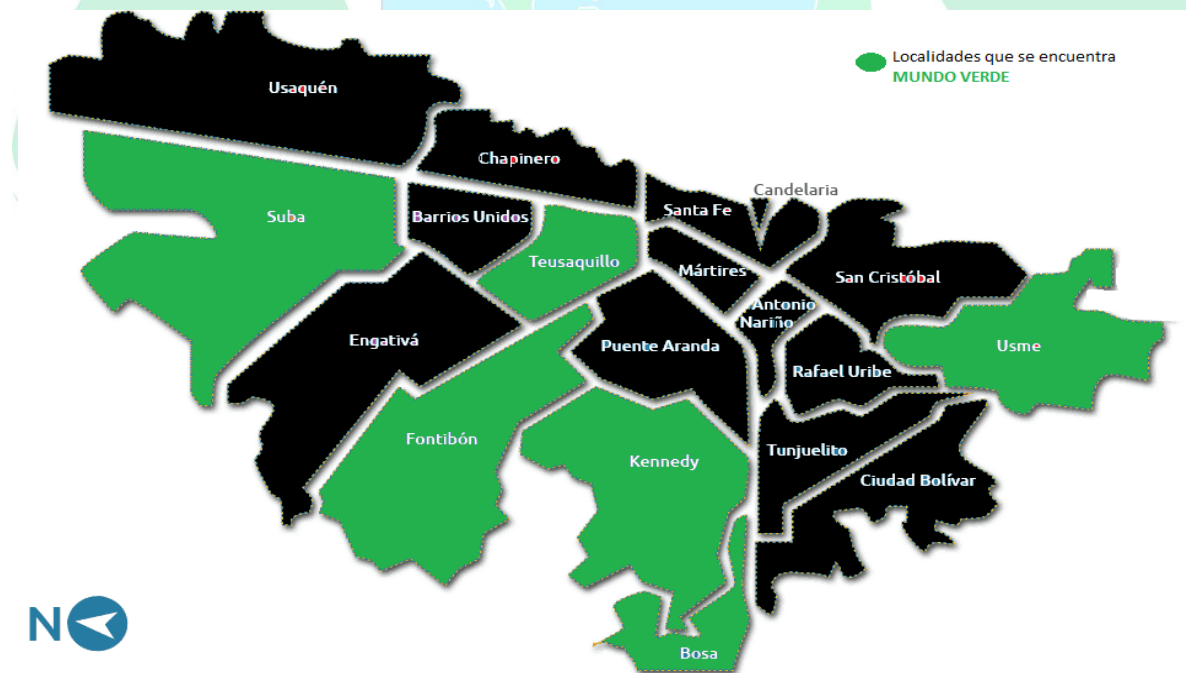 Localidades que se encuentra
MUNDO VERDE
Usaquén
Chapinero
Candelaria
Santa Fe
Suba
Barrios Unidos
Teusaquillo
Mártires
San Cristóbal
Antonio
Nariño
Engativá
Puente Aranda
Usme
Rafael Uribe
Fontibón
Kennedy
Tunjuelito
Ciudad Bolívar
N
Bosa